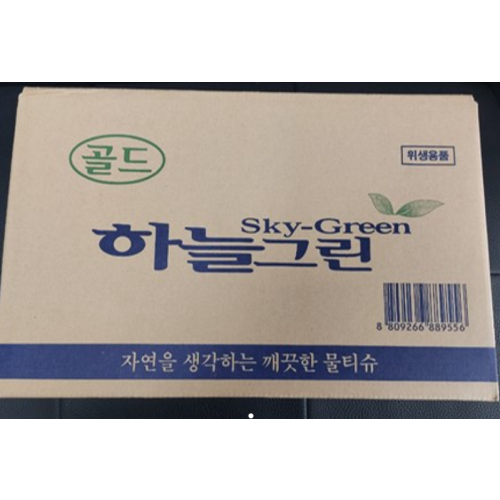 골드
위생용품
Sky-Green
하늘그린
8 809266 889556
자연을 생각하는 깨끗한 물티슈